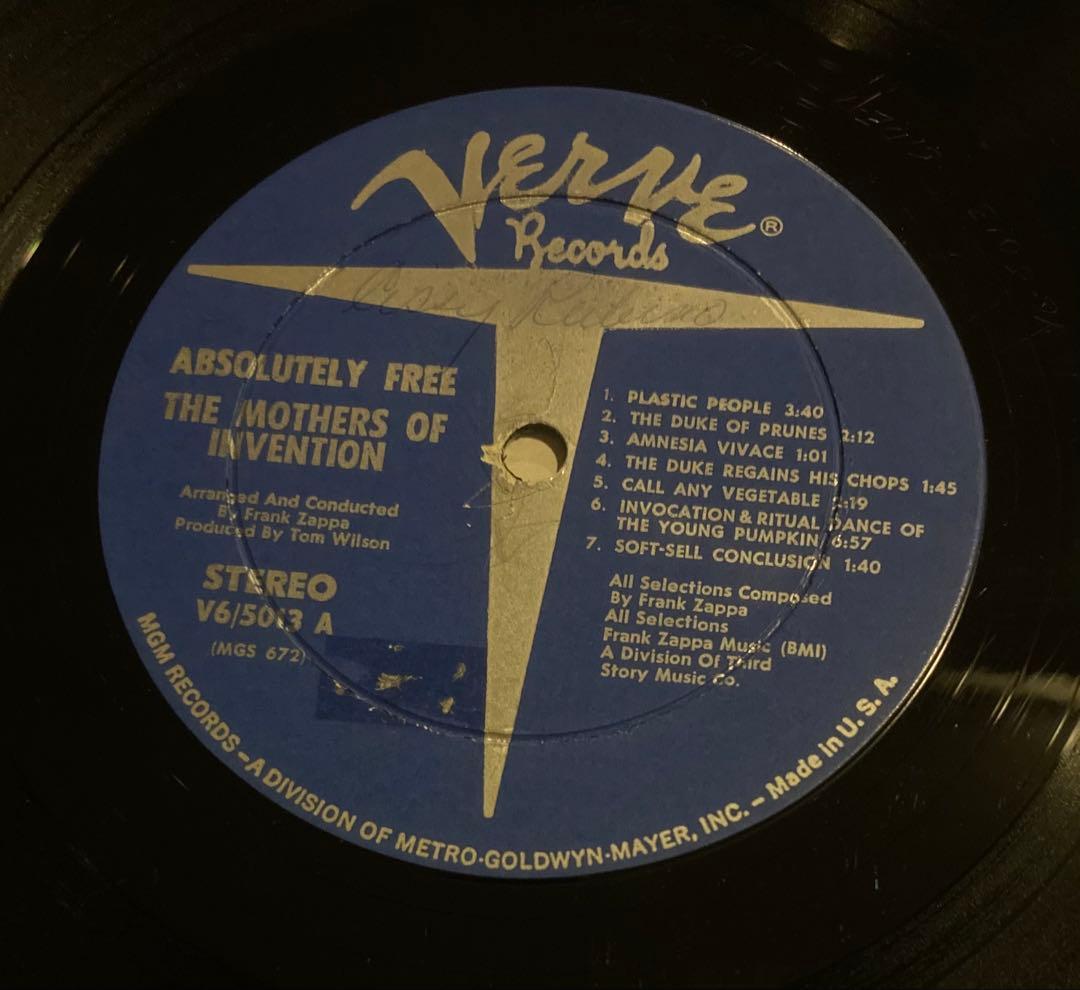 Verve®
Records
ABSOLUTELY FREE
THE MOTHERS OF
INVENTION
Arranged And Conducted
By Frank Zappa
Produced By Tom Wilson
STEREO
V6/5013 A
(MGS 672)
1. PLASTIC PEOPLE 3:40
2. THE DUKE OF PRUNES 2:12
3. AMNESIA VIVACE 1:01
4. THE DUKE REGAINS HIS CHOPS 1:45
5. CALL ANY VEGETABLE :19
6. INVOCATION & RITUAL DANCE OF
THE YOUNG PUMPKIN 6:57
7. SOFT-SELL CONCLUSION 1:40
All Selections Composed
By Frank Zappa
All Selections
Frank Zappa Music (BMI)
A Division Of Third
Story Music Co.
MGM RECORDS – A DIVISION OF METRO-GOLDWYN-MAYER, INC. – Made in U. S. A.